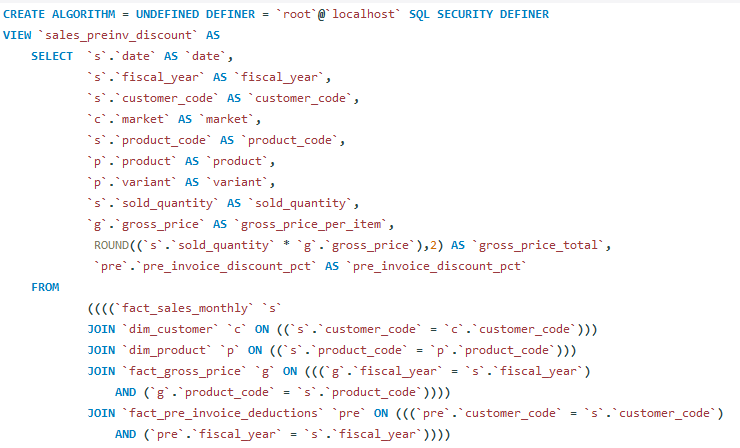 CREATE ALGORITHM = UNDEFINED DEFINER = `root`@`localhost` SQL SECURITY DEFINER
VIEW `sales_preinv_discount` AS
SELECT `s`.`date` AS `date`,
`s`.`fiscal_year` AS `fiscal_year`,
`s`.`customer_code` AS `customer_code`,
`c`.`market` AS `market`,
`s`.`product_code` AS `product_code`,
`p`.`product` AS `product`,
`p`.`variant` AS `variant`,
`s`.`sold_quantity` AS `sold_quantity`,
`g`.`gross_price` AS `gross_price_per_item`,
ROUND((`s`.`sold_quantity` * `g`.`gross_price`),2) AS `gross_price_total`,
`pre`.`pre_invoice_discount_pct` AS `pre_invoice_discount_pct`
FROM
((((`fact_sales_monthly` `s`
JOIN `dim_customer` `c` ON ((`s`.`customer_code` = `c`.`customer_code`)))
JOIN `dim_product` `p` ON ((`s`.`product_code` = `p`.`product_code`)))
JOIN `fact_gross_price` `g` ON (((`g`.`fiscal_year` = `s`.`fiscal_year`)
AND (`g`.`product_code` = `s`.`product_code`))))
JOIN `fact_pre_invoice_deductions` `pre` ON (((`pre`.`customer_code` = `s`.`customer_code`)
AND (`pre`.`fiscal_year` = `s`.`fiscal_year`))))